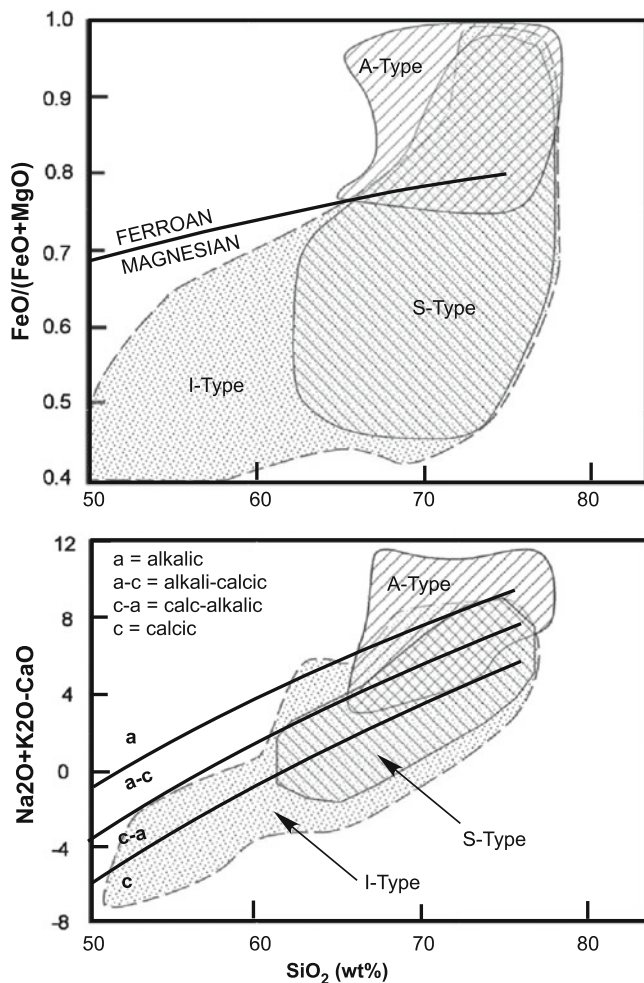 1.0
0.9
0.8
0.7
0.6
0.5
0.4
FeO/(FeO+MgO)
A-Type
FERROAN
MAGNESIAN
S-Type
I-Type
50
60
70
80
12
8
4
0
-4
-8
Na2O+K2O-CaO
a = alkalic
a-c = alkali-calcic
c-a = calc-alkalic
c = calcic
A-Type
a
a-c
c-a
c
S-Type
I-Type
50
60
70
80
SiO₂ (wt%)